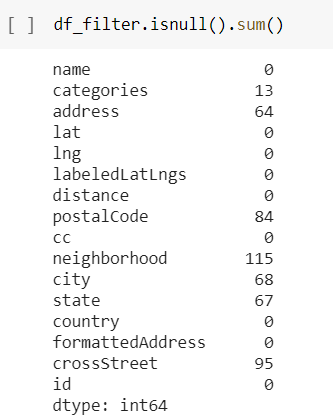 [ ] df_filter.isnull().sum()
name 0
categories 13
address 64
lat 0
lng 0
labeledLatLngs 0
distance 0
postalCode 84
cc 0
neighborhood 115
city 68
state 67
country 0
formattedAddress 0
crossStreet 95
id 0
dtype: int64